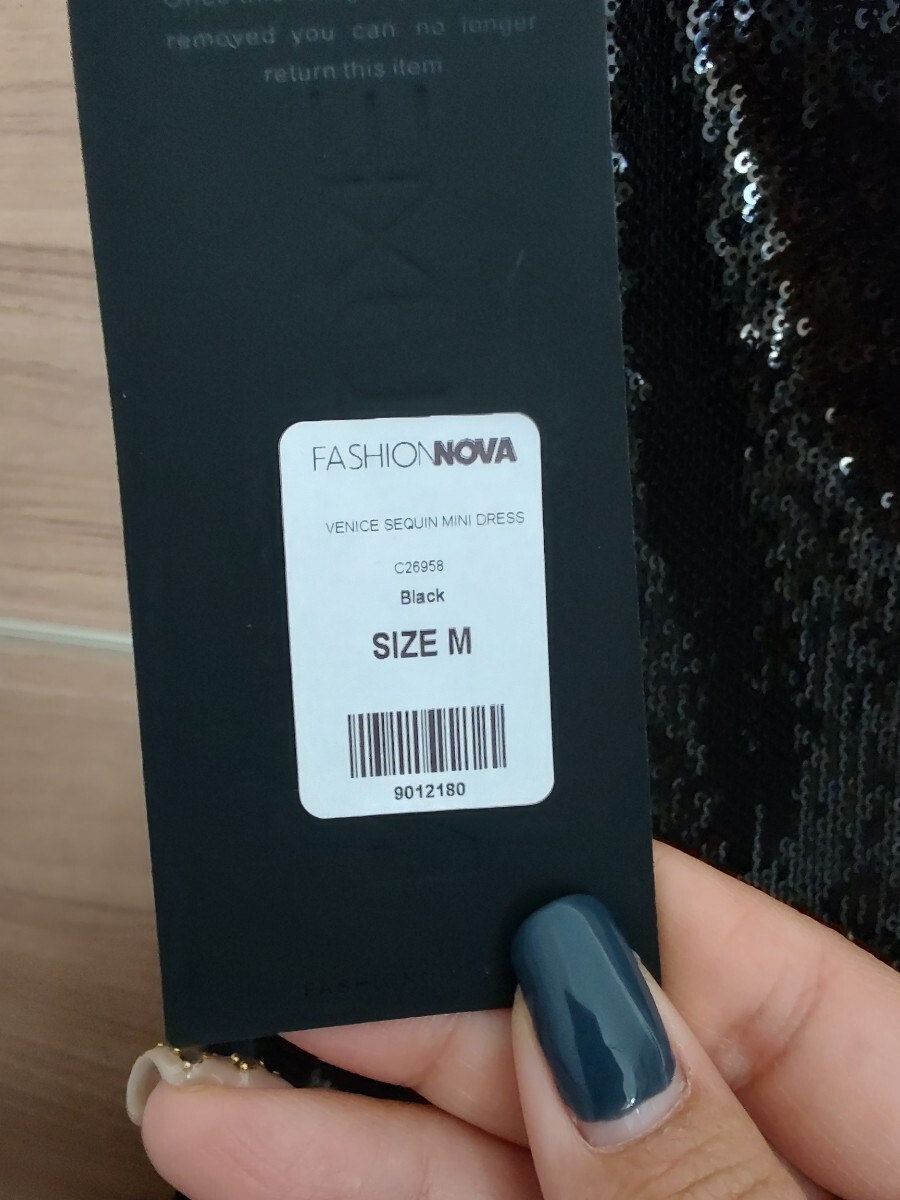 removed you can no longer
return this item
FASHIONNOVA
VENICE SEQUIN MINI DRESS
C26958
Black
SIZE M
9012180